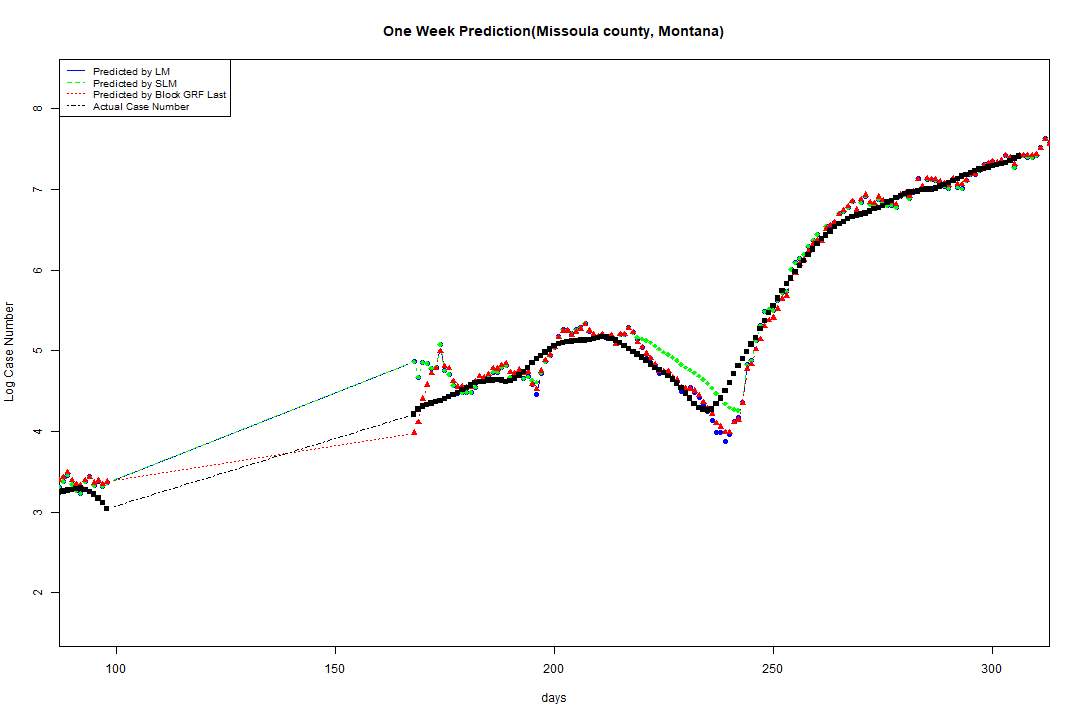 One Week Prediction(Missoula county, Montana)
Predicted by LM
Predicted by SLM
Predicted by Block GRF Last
Actual Case Number
Log Case Number
8
7
6
5
4
3
2
100 150 200 250 300
days